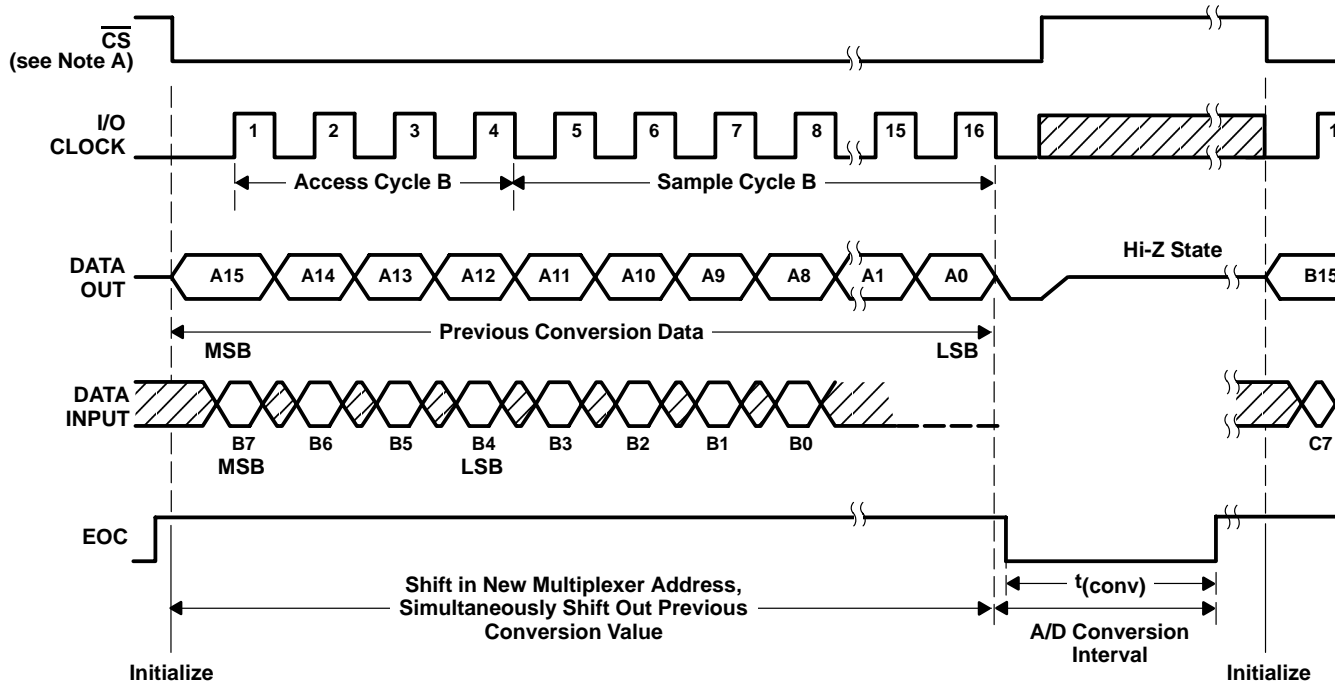 CS
(see Note A)
I/O
CLOCK
1 2 3 4 5 6 7 8 15 16 1
Access Cycle B
Sample Cycle B
Hi-Z State
DATA
OUT
A15 A14 A13 A12 A11 A10 A9 A8 A1 A0 B15
Previous Conversion Data
MSB LSB
DATA
INPUT
B7 B6 B5 B4 B3 B2 B1 B0 C7
MSB LSB
EOC
Shift in New Multiplexer Address,
Simultaneously Shift Out Previous
Conversion Value
t(conv)
A/D Conversion
Interval
Initialize Initialize